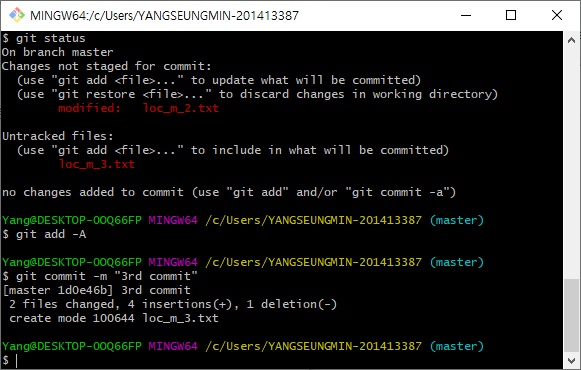 MINGW64:/c/Users/YANGSEUNGMIN-201413387
$ git status
On branch master
Changes not staged for commit:
  (use "git add <file>..." to update what will be committed)
  (use "git restore <file>..." to discard changes in working directory)
        modified:   loc_m_2.txt

Untracked files:
  (use "git add <file>..." to include in what will be committed)
        loc_m_3.txt

no changes added to commit (use "git add" and/or "git commit -a")

Yang@DESKTOP-OOQ66FP MINGW64 /c/Users/YANGSEUNGMIN-201413387 (master)
$ git add -A

Yang@DESKTOP-OOQ66FP MINGW64 /c/Users/YANGSEUNGMIN-201413387 (master)
$ git commit -m "3rd commit"
[master 1d0e46b] 3rd commit
 2 files changed, 4 insertions(+), 1 deletion(-)
 create mode 100644 loc_m_3.txt

Yang@DESKTOP-OOQ66FP MINGW64 /c/Users/YANGSEUNGMIN-201413387 (master)
$